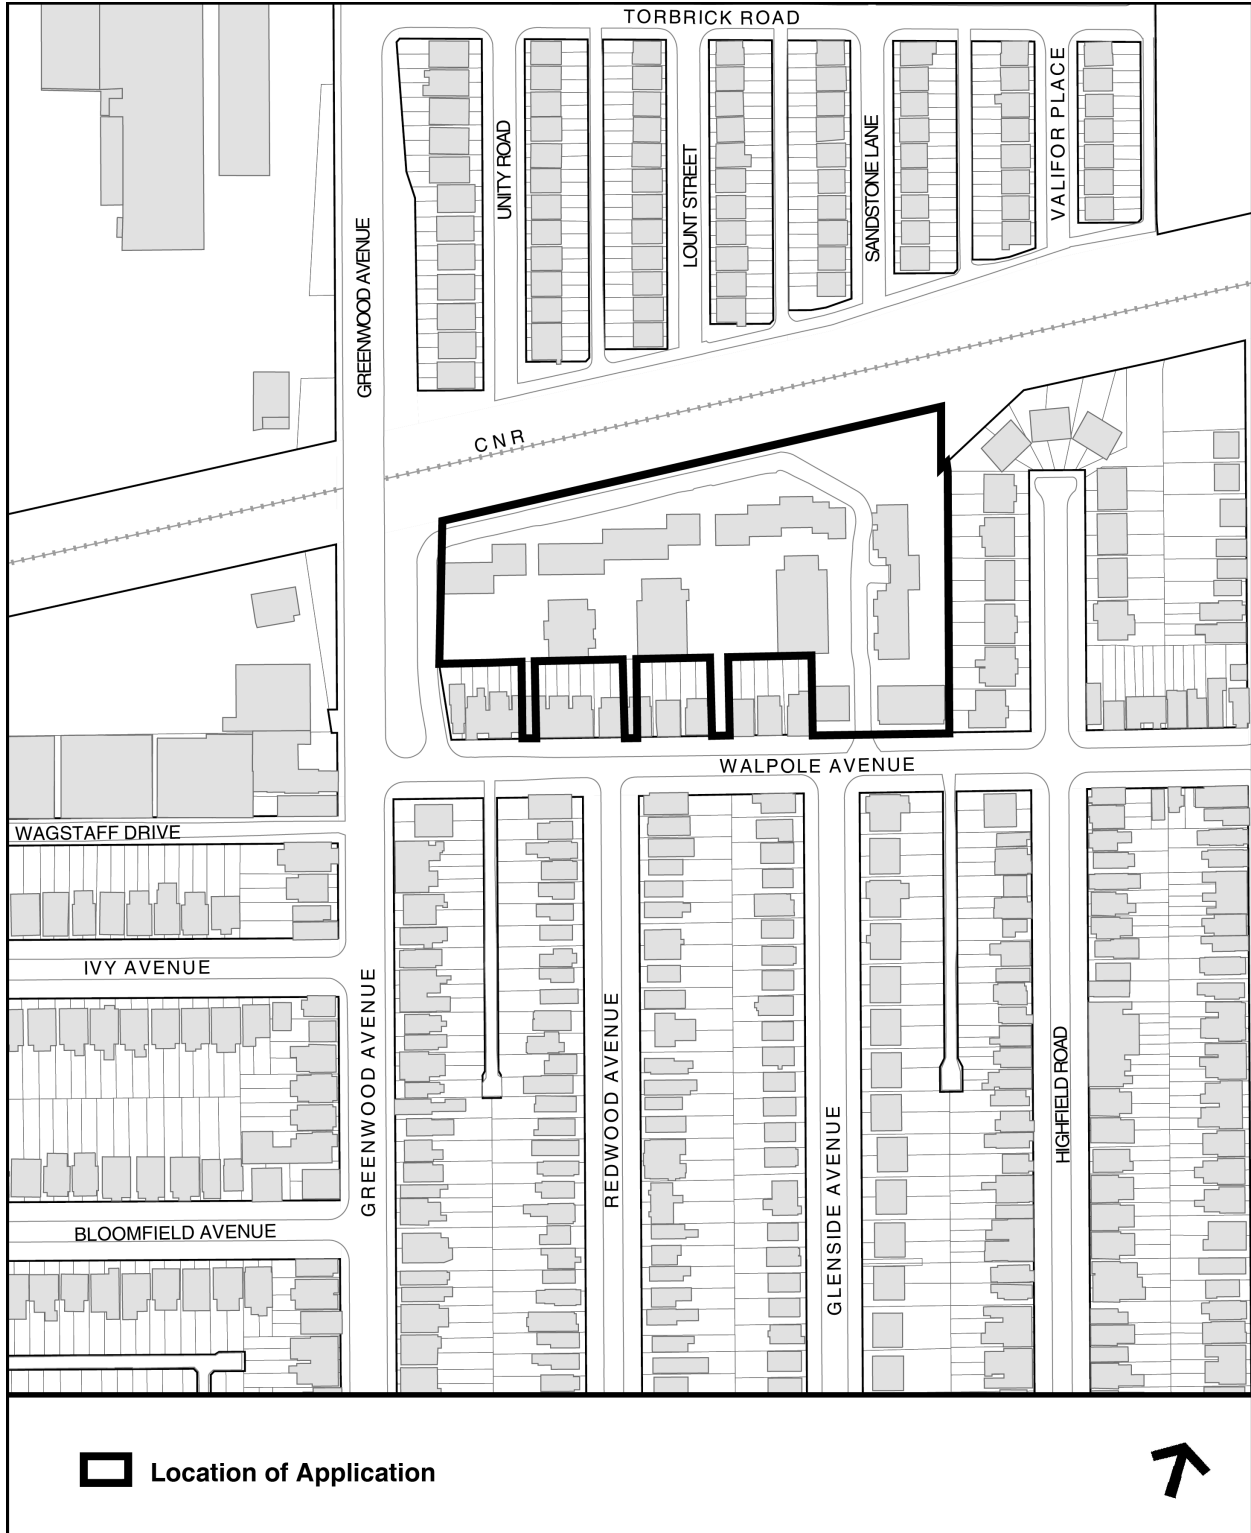 TORBRICK ROAD
GREENWOOD AVENUE
UNITY ROAD
LOUNT STREET
SANDSTONE LANE
VALIFOR PLACE
CNR
WALPOLE AVENUE
WAGSTAFF DRIVE
IVY AVENUE
GREENWOOD AVENUE
REDWOOD AVENUE
GLENSIDE AVENUE
HIGHFIELD ROAD
BLOOMFIELD AVENUE
Location of Application